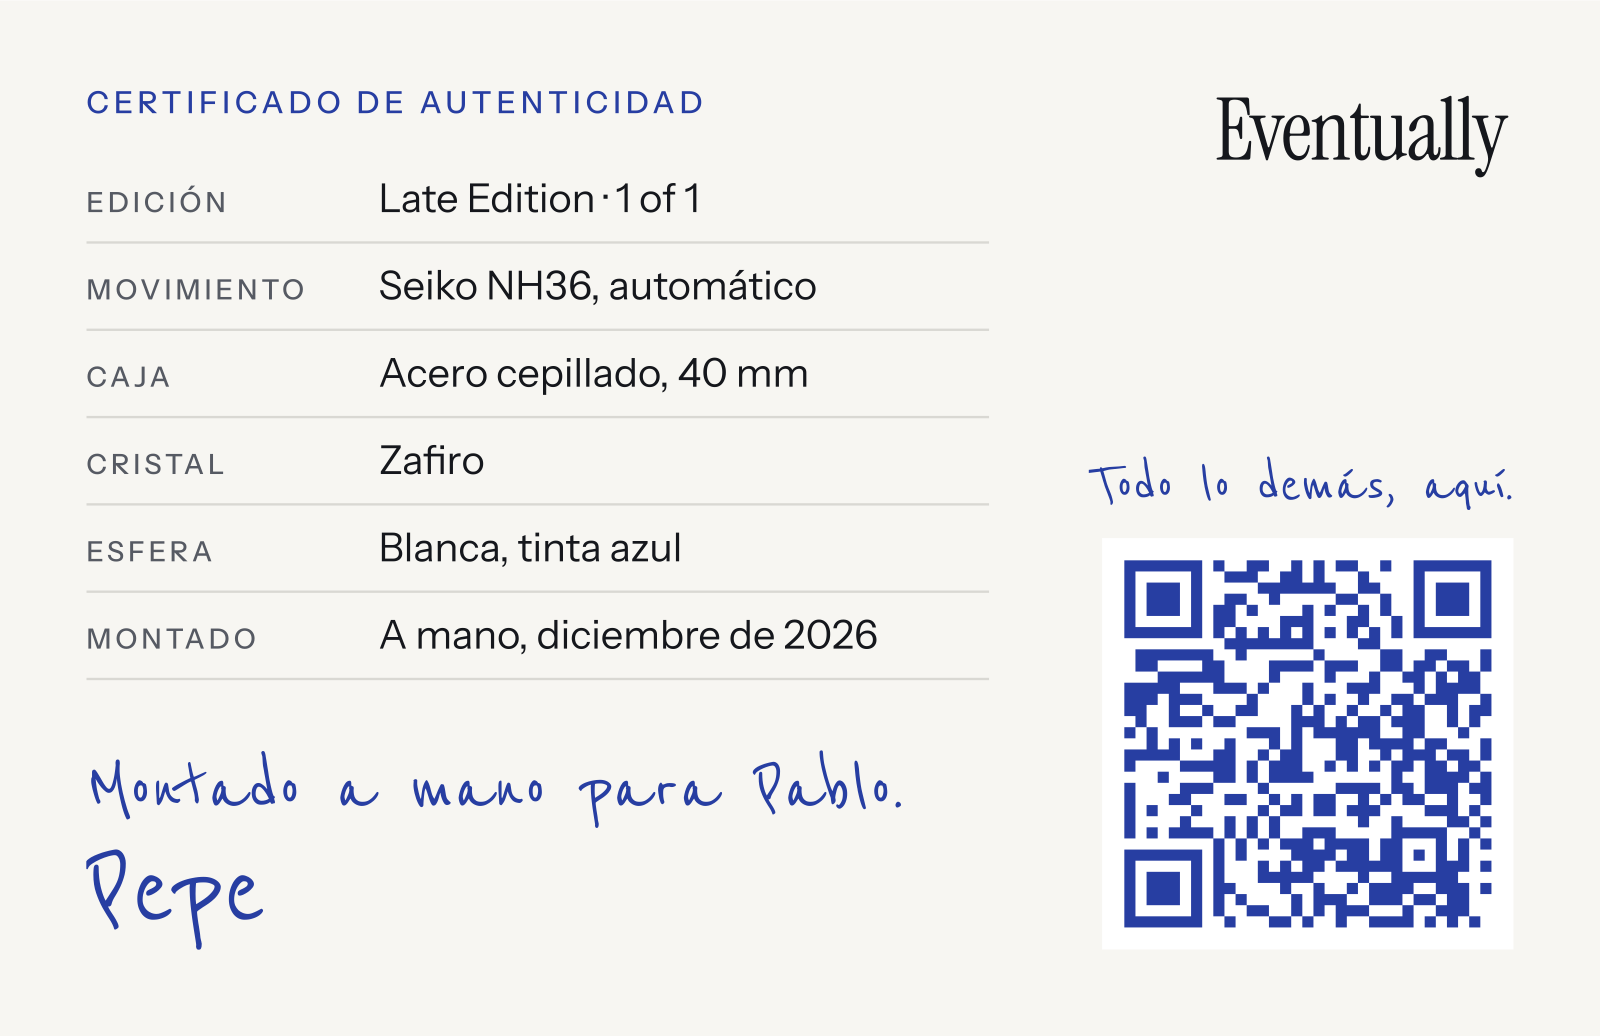 CERTIFICADO DE AUTENTICIDAD
Eventually
EDICIÓN Late Edition · 1 of 1
MOVIMIENTO Seiko NH36, automático
CAJA Acero cepillado, 40 mm
CRISTAL Zafiro
ESFERA Blanca, tinta azul
MONTADO A mano, diciembre de 2026
Todo lo demás, aquí.
Montado a mano para Pablo.
Pepe